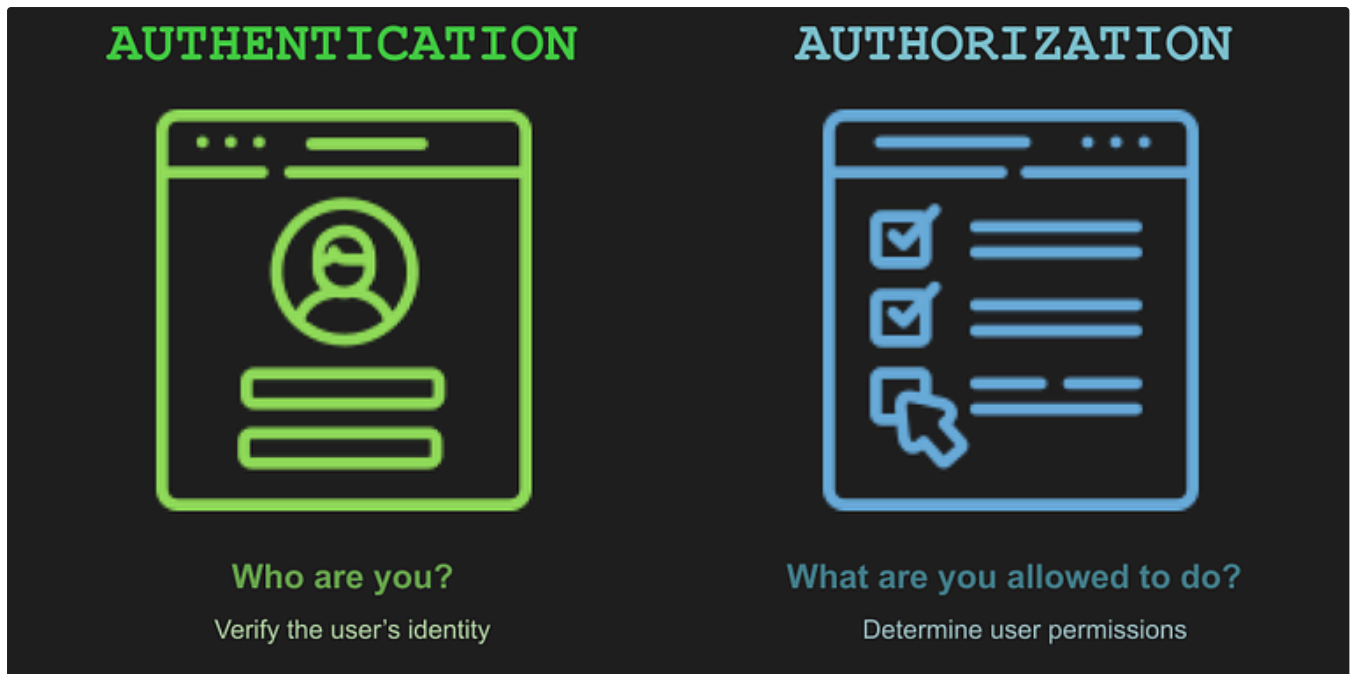 AUTHENTICATION
Who are you?
Verify the user’s identity
AUTHORIZATION
What are you allowed to do?
Determine user permissions